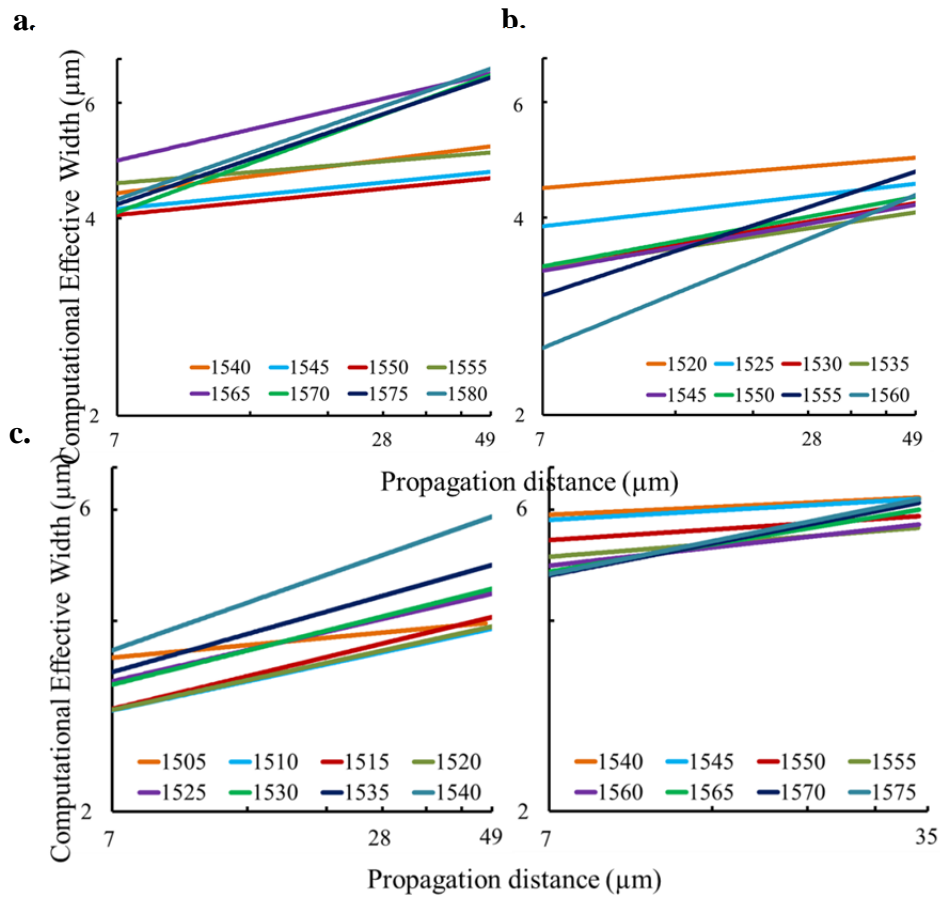 a.
b.
Computational Effective Width (µm)
6
4
2
1540 1545 1550 1555
1565 1570 1575 1580
7 28 49
6
4
2
1520 1525 1530 1535
1545 1550 1555 1560
7 28 49
Propagation distance (µm)
c.
Computational Effective Width (µm)
6
2
1505 1510 1515 1520
1525 1530 1535 1540
7 28 49
6
2
1540 1545 1550 1555
1560 1565 1570 1575
7 35
Propagation distance (µm)